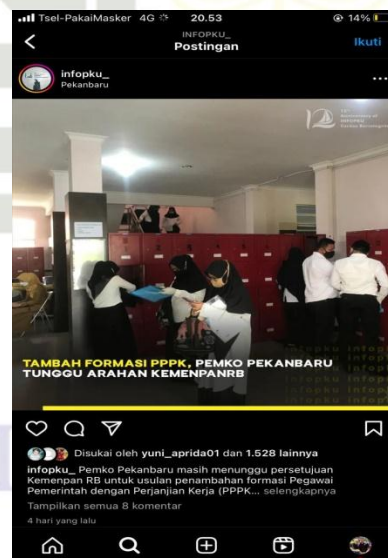 Tsel-PakaiMasker 4G 20.53 14%
INFOPKU_
Postingan
Ikuti
infopku_
Pekanbaru
TAMBAH FORMASI PPPK, PEMKO PEKANBARU
TUNGGU ARAHAN KEMENPANRB
Disukai oleh yuni_aprida01 dan 1.528 lainnya
infopku_ Pemko Pekanbaru masih menunggu persetujuan
Kemenpan RB untuk usulan penambahan formasi Pegawai
Pemerintah dengan Perjanjian Kerja (PPPK... selengkapnya
Tampilkan semua 8 komentar
4 hari yang lalu